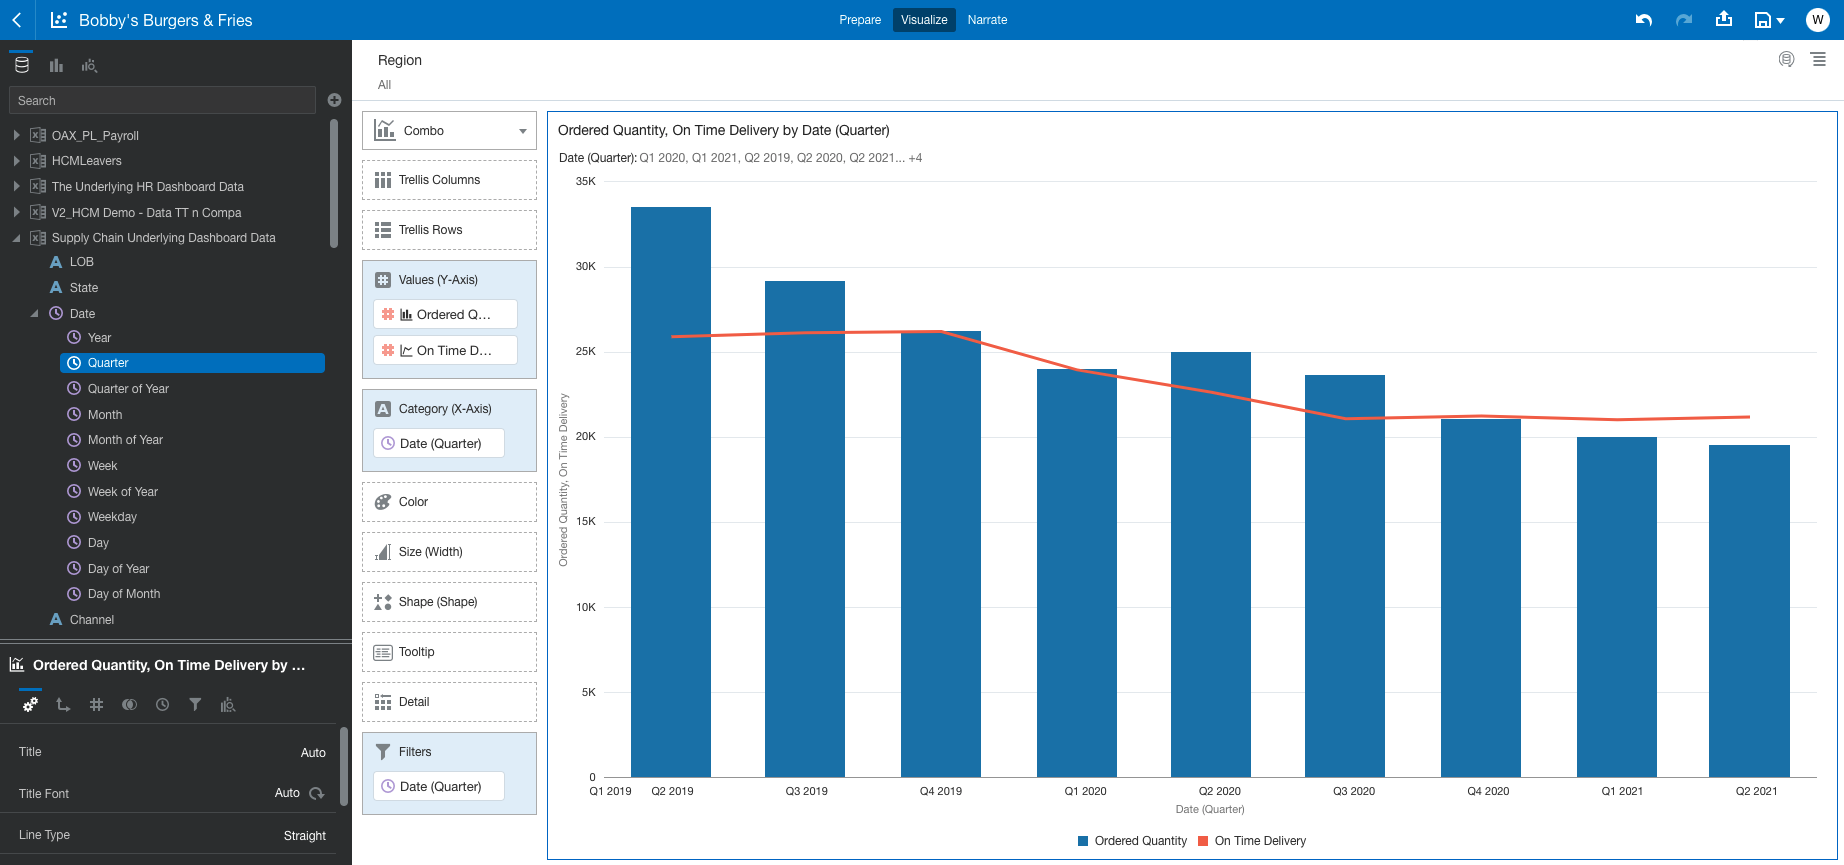 Bobby's Burgers & Fries
Prepare
Visualize
Narrate
W
Search
OAX_PL_Payroll
HCMLeavers
The Underlying HR Dashboard Data
V2_HCM Demo - Data TT n Compa
Supply Chain Underlying Dashboard Data
A LOB
A State
Date
Year
Quarter
Quarter of Year
Month
Month of Year
Week
Week of Year
Weekday
Day
Day of Year
Day of Month
A Channel
Ordered Quantity, On Time Delivery by ...
Title Auto
Title Font Auto
Line Type Straight
Region
All
Combo
Trellis Columns
Trellis Rows
Values (Y-Axis)
Ordered Q...
On Time D...
A Category (X-Axis)
Date (Quarter)
Color
Size (Width)
Shape (Shape)
Tooltip
Detail
Filters
Date (Quarter)
Ordered Quantity, On Time Delivery by Date (Quarter)
Date (Quarter): Q1 2020, Q1 2021, Q2 2019, Q2 2020, Q2 2021... +4
35K
30K
25K
20K
15K
10K
5K
0
Ordered Quantity, On Time Delivery
Q1 2019 Q2 2019 Q3 2019 Q4 2019 Q1 2020 Q2 2020 Q3 2020 Q4 2020 Q1 2021 Q2 2021
Date (Quarter)
Ordered Quantity On Time Delivery